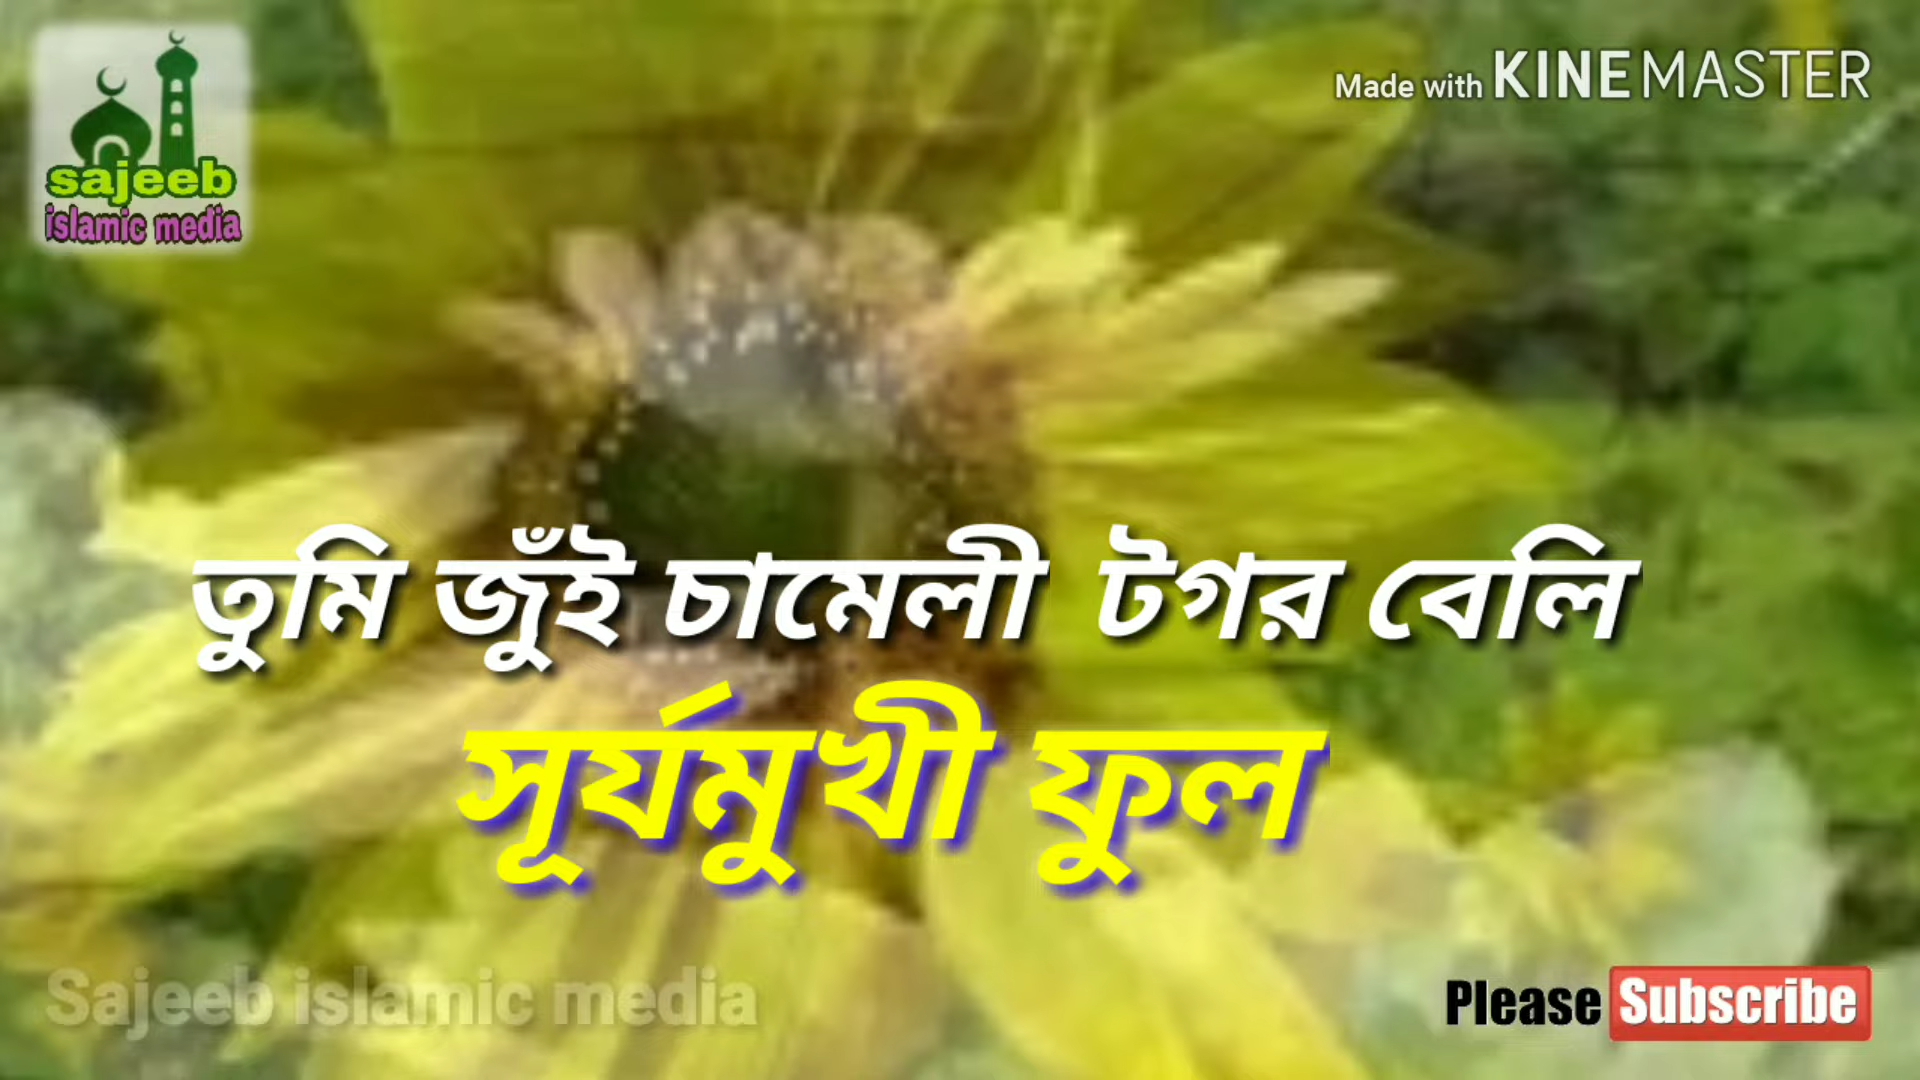 sajeeb
islamic media
Made with KINEMASTER
তুমি জুঁই চামেলী টগর বেলি
সূর্যমুখী ফুল
Sajeeb islamic media
Please Subscribe